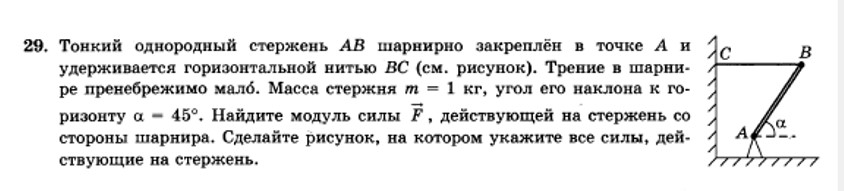 29. Тонкий однородный стержень AB шарнирно закреплён в точке A и
удерживается горизонтальной нитью BC (см. рисунок). Трение в шарни-
ре пренебрежимо мало́. Масса стержня m = 1 кг, угол его наклона к го-
ризонту α = 45°. Найдите модуль силы F⃗, действующей на стержень со
стороны шарнира. Сделайте рисунок, на котором укажите все силы, дей-
ствующие на стержень.
C
B
A
α